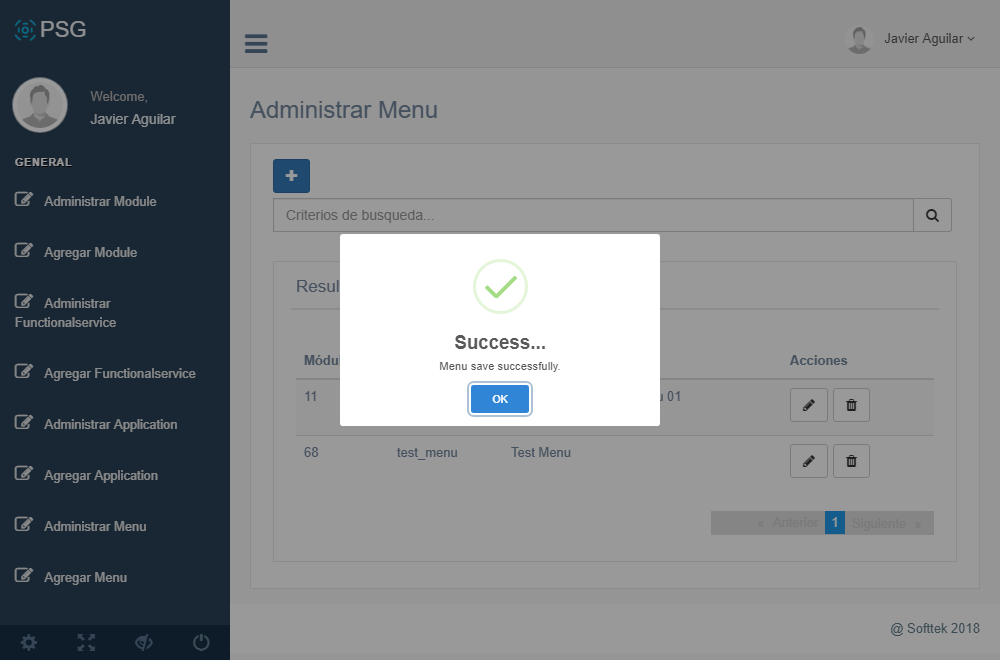 PSG
Welcome,
Javier Aguilar
GENERAL
Administrar Module
Agregar Module
Administrar
Functionalservice
Agregar Functionalservice
Administrar Application
Agregar Application
Administrar Menu
Agregar Menu
Javier Aguilar
Administrar Menu
Criterios de busqueda...
Success...
Menu save successfully.
OK
Acciones
11 01
68 test_menu Test Menu
« Anterior 1 Siguiente »
@ Softtek 2018